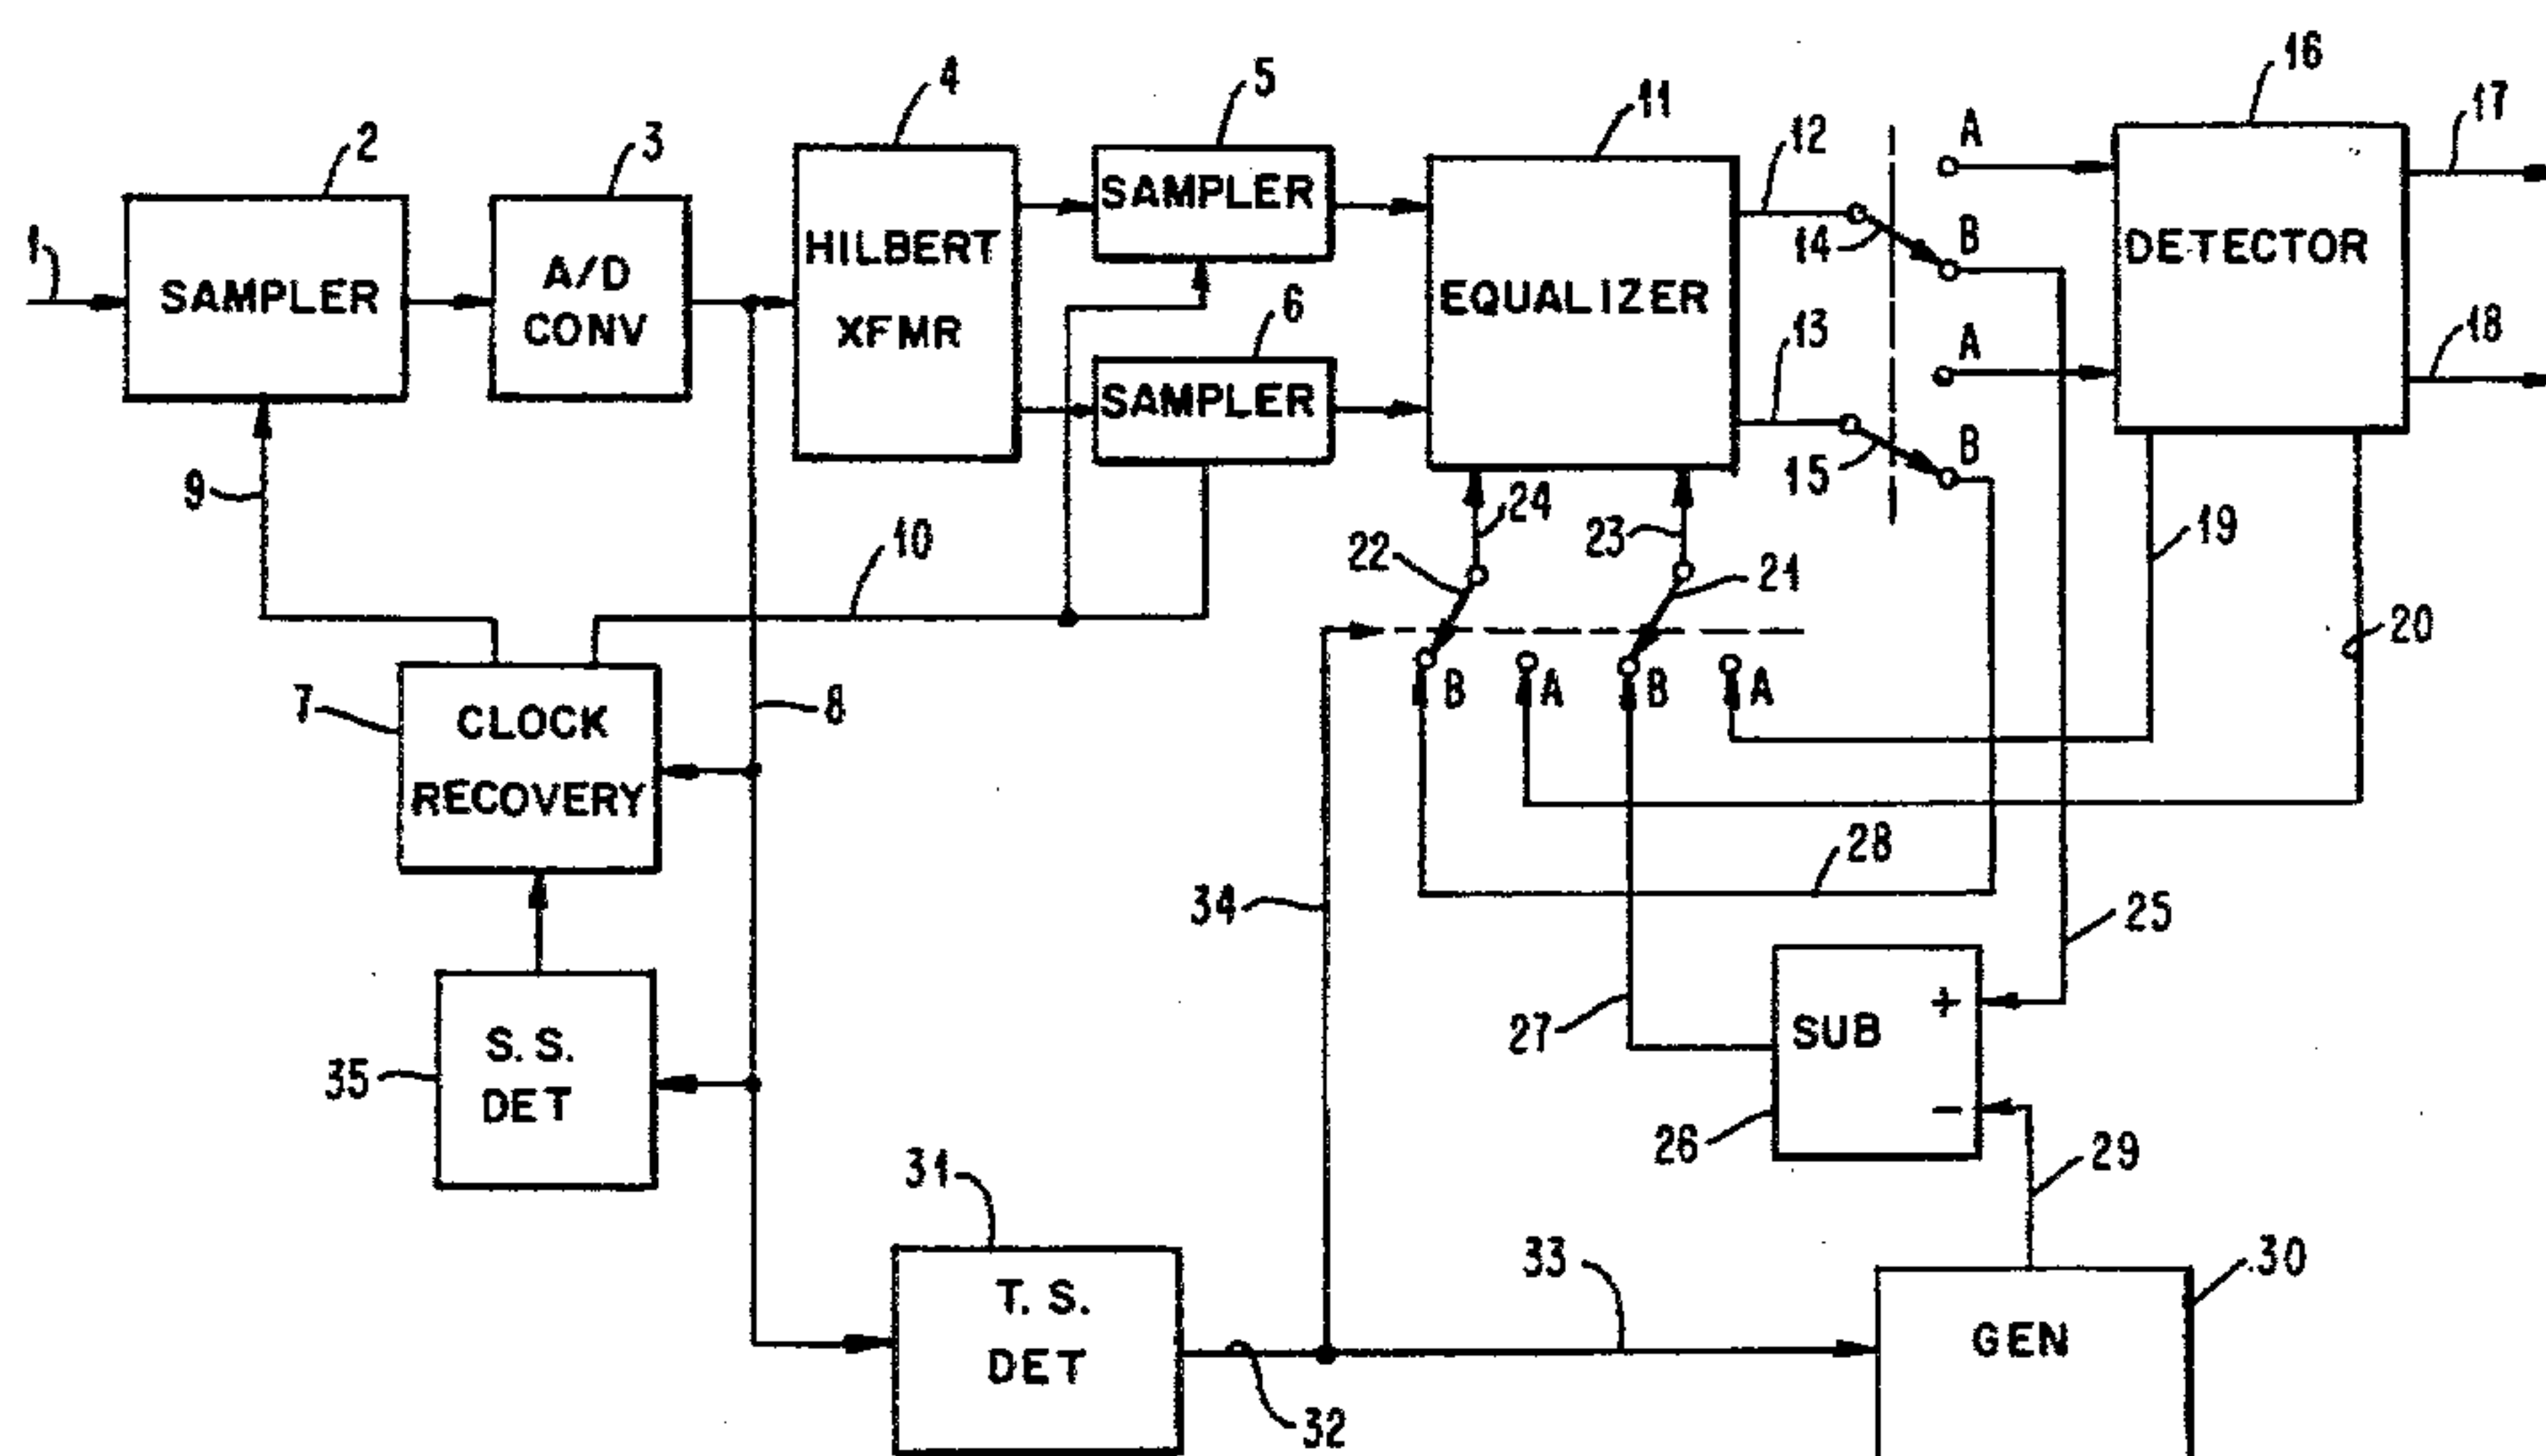 1
2
SAMPLER
3
A/D
CONV
4
HILBERT
XFMR
5
SAMPLER
6
SAMPLER
11
EQUALIZER
12
13
14
15
A
B
A
B
16
DETECTOR
17
18
9
10
7
CLOCK
RECOVERY
8
22
24
23
21
B
A
B
A
19
20
28
34
25
27
SUB
+
-
26
29
35
S.S.
DET
31
T.S.
DET
32
33
30
GEN